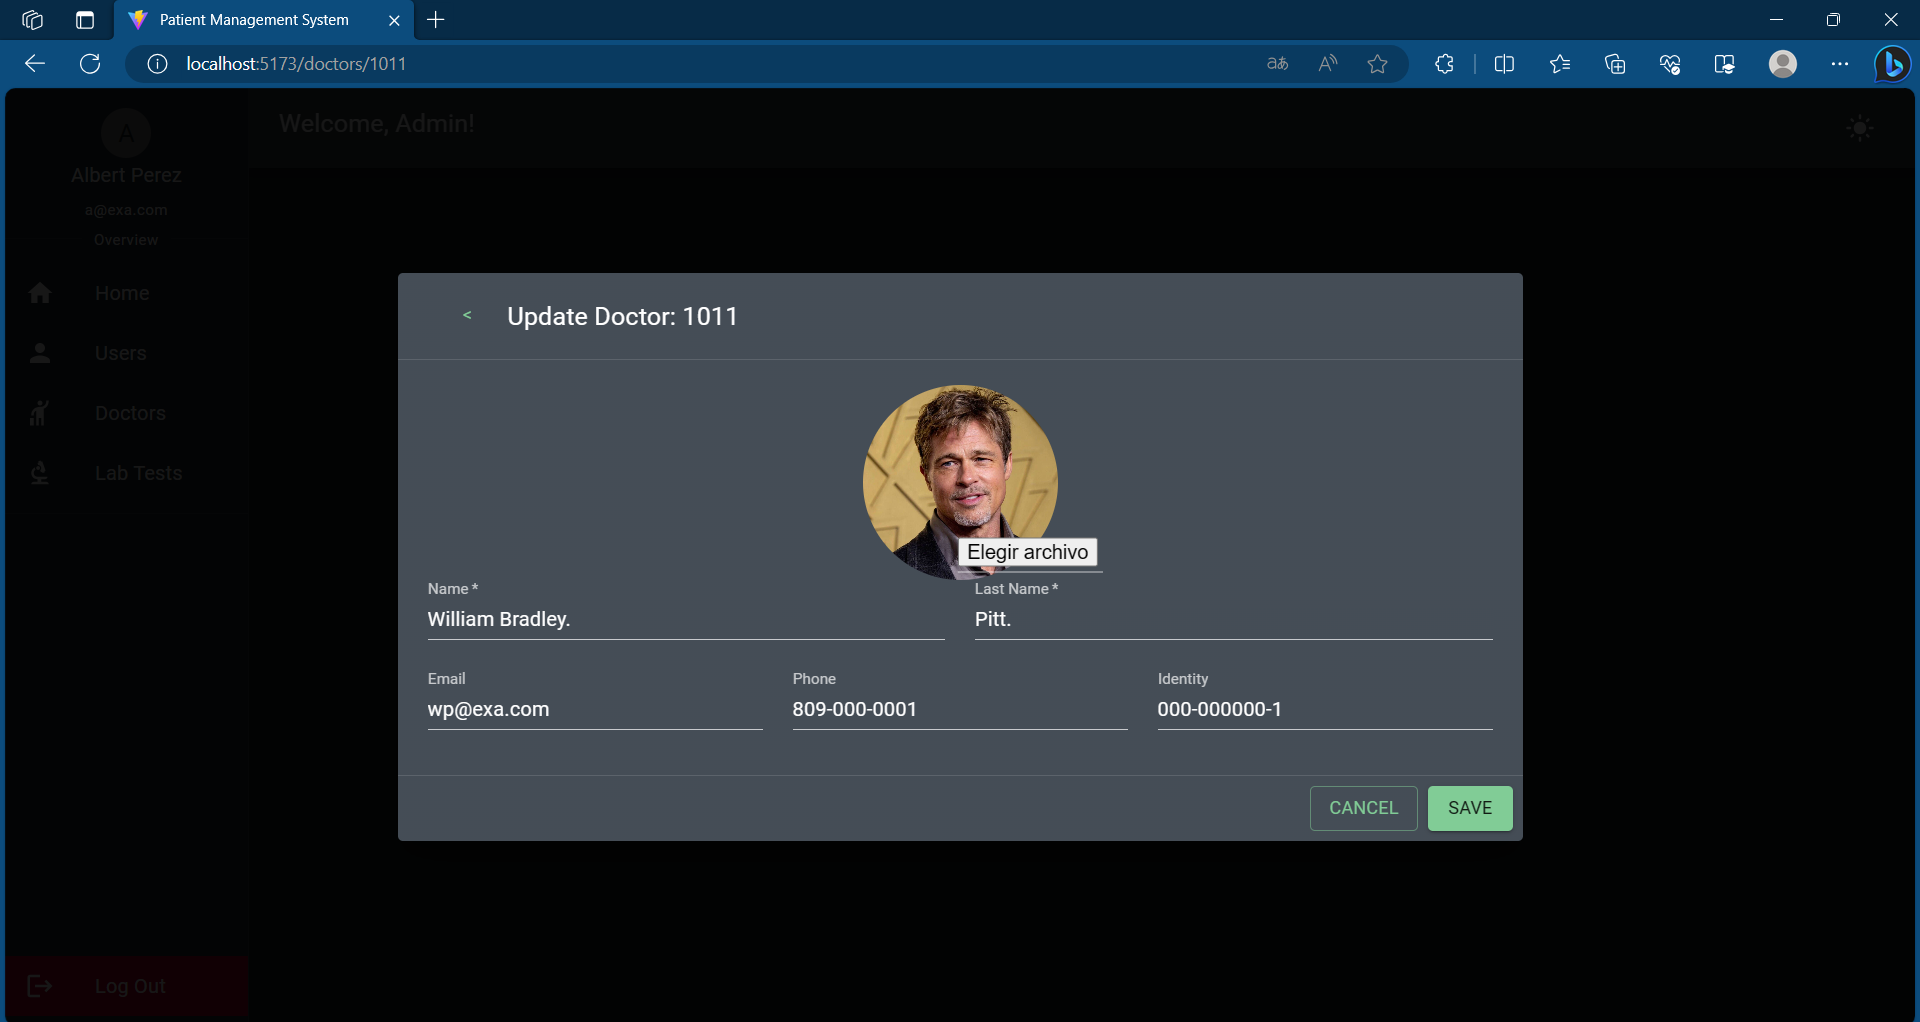 Patient Management System
localhost:5173/doctors/1011
A
Albert Perez
a@exa.com
Overview
Home
Users
Doctors
Lab Tests
Log Out
Welcome, Admin!
< Update Doctor: 1011
Elegir archivo
Name * Last Name *
William Bradley. Pitt.
Email Phone Identity
wp@exa.com 809-000-0001 000-000000-1
CANCEL SAVE